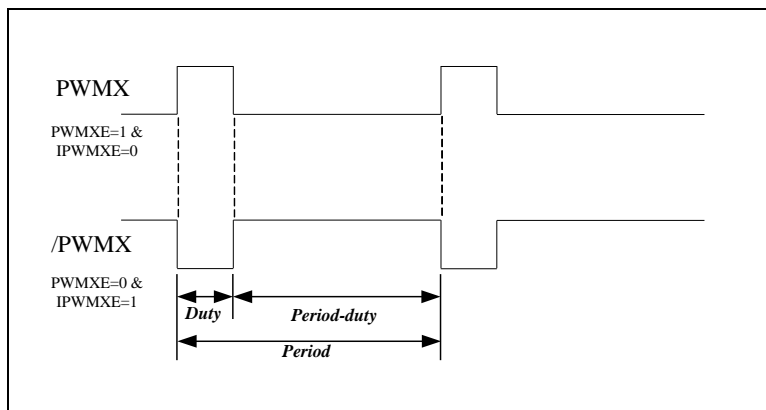 PWMX
PWMXE=1 &
IPWMXE=0
/PWMX
PWMXE=0 &
IPWMXE=1
Duty
Period-duty
Period